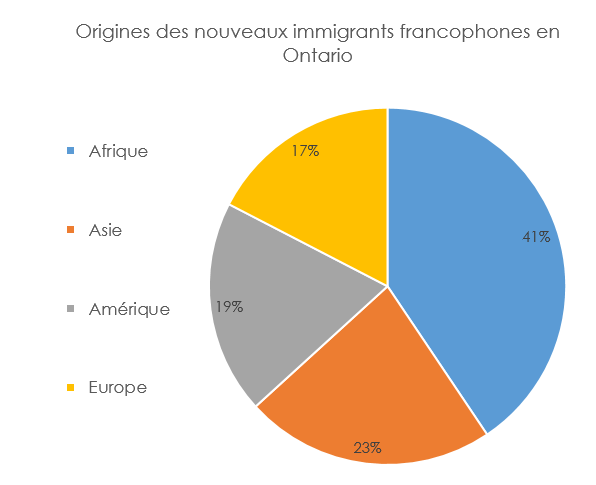 Origines des nouveaux immigrants francophones en
Ontario
Afrique
Asie
Amérique
Europe
17%
41%
19%
23%